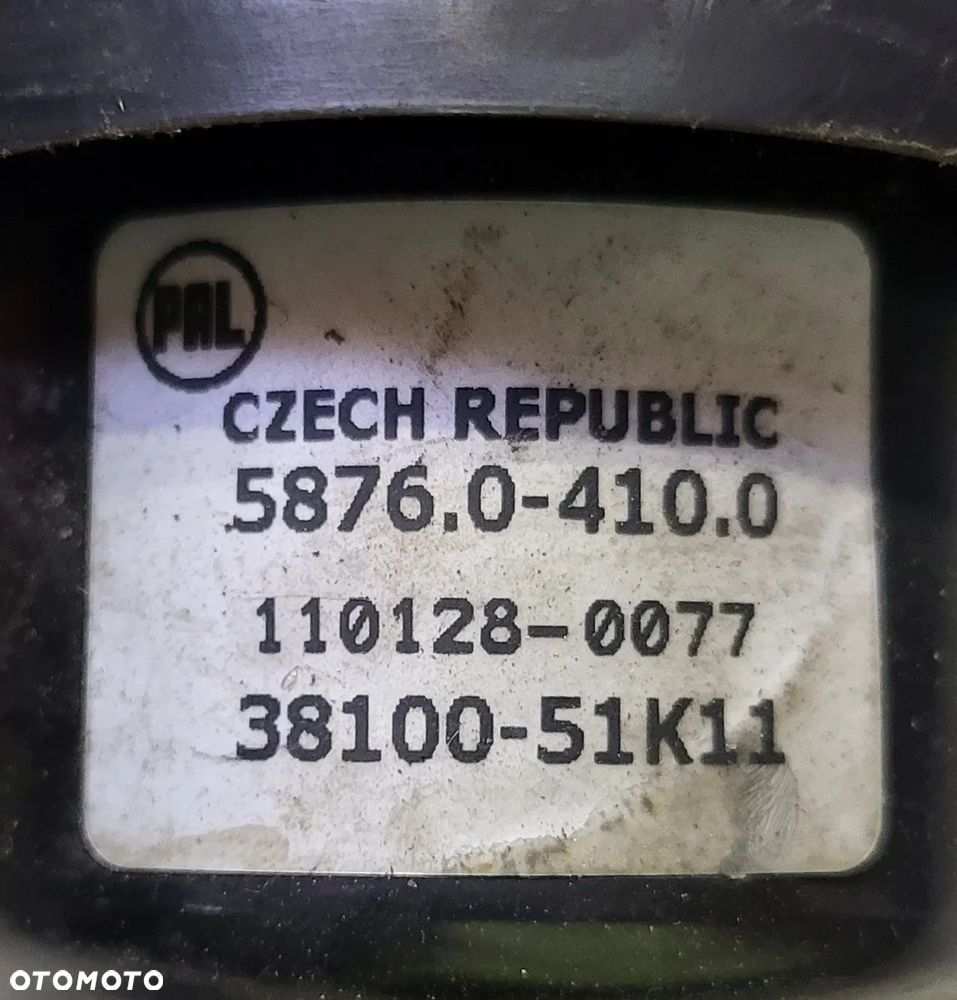 PAL
CZECH REPUBLIC
5876.0-410.0
110128-0077
38100-51K11
OTOMOTO